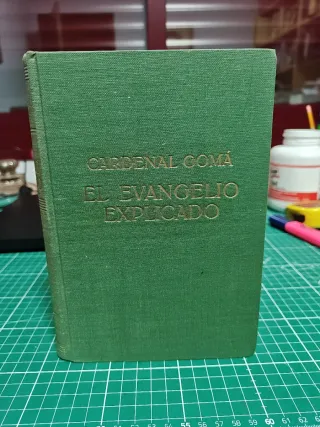 CARDENAL GOMÁ
EL EVANGELIO
EXPLICADO